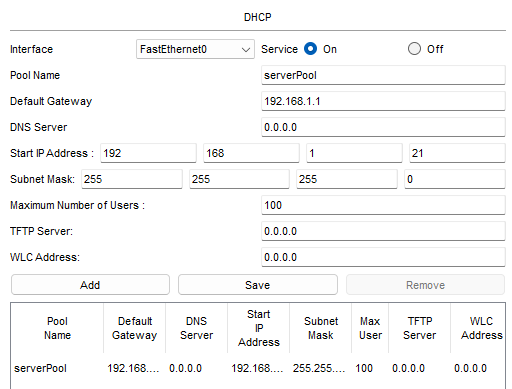 DHCP
Interface FastEthernet0 Service On Off
Pool Name serverPool
Default Gateway 192.168.1.1
DNS Server 0.0.0.0
Start IP Address : 192 168 1 21
Subnet Mask: 255 255 255 0
Maximum Number of Users : 100
TFTP Server: 0.0.0.0
WLC Address: 0.0.0.0
Add Save Remove
Pool Name Default Gateway DNS Server Start IP Address Subnet Mask Max User TFTP Server WLC Address
serverPool 192.168.... 0.0.0.0 192.168.... 255.255.... 100 0.0.0.0 0.0.0.0